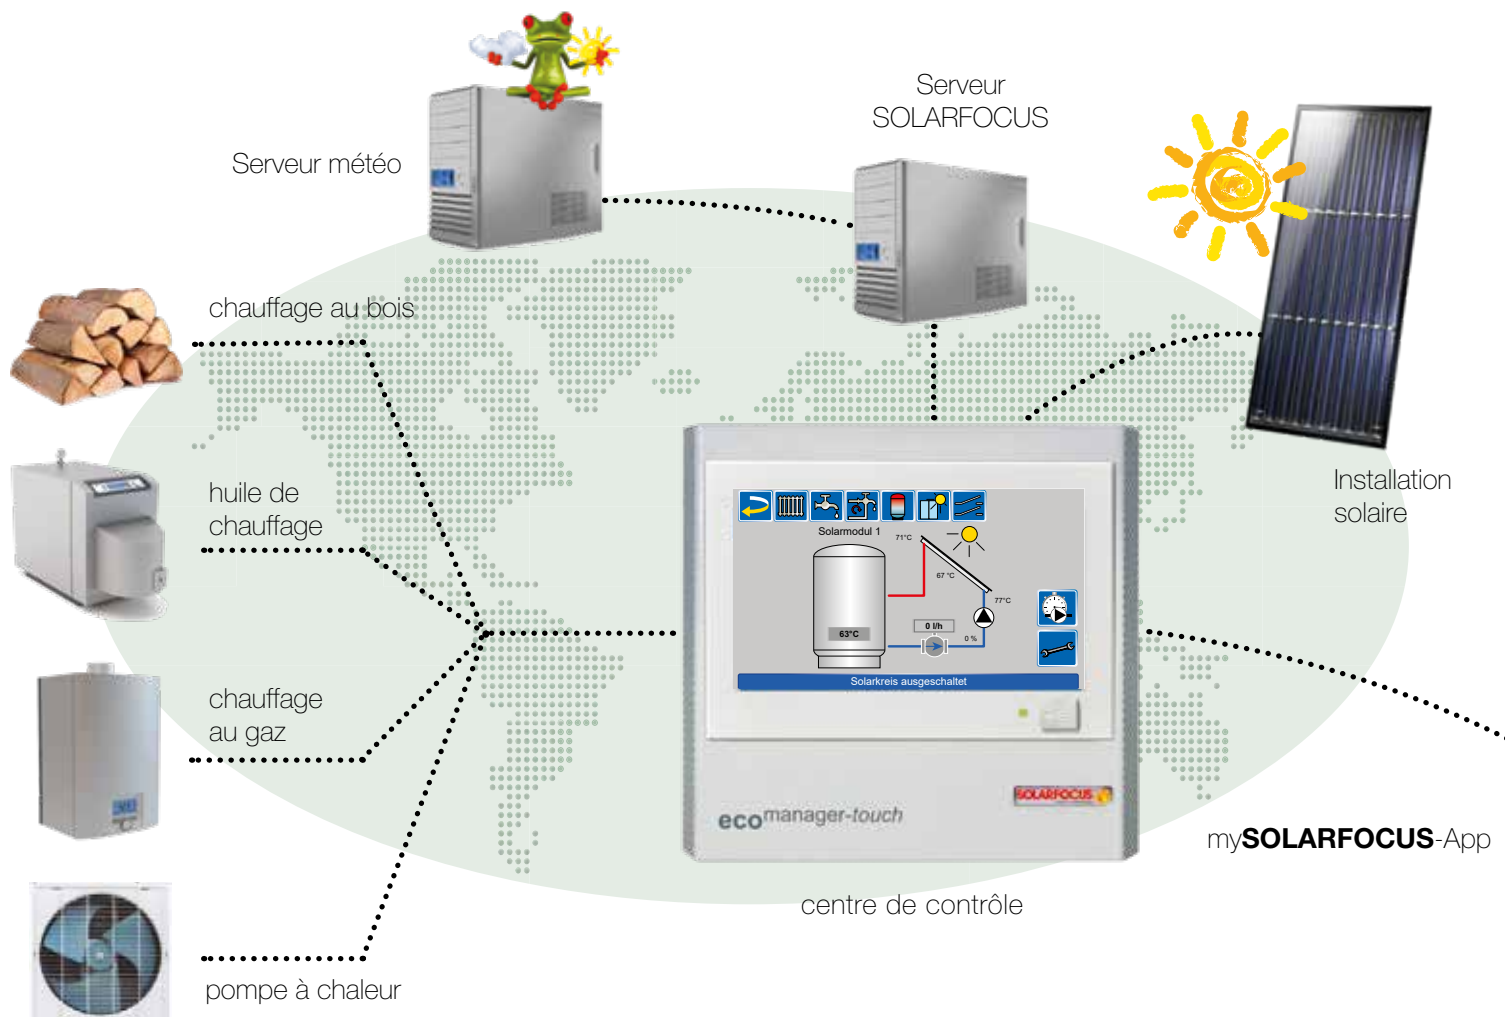 Serveur
SOLARFOCUS
Serveur météo
chauffage au bois
huile de
chauffage
chauffage
au gaz
pompe à chaleur
Installation
solaire
Solarmodul 1
71°C
67 °C
77°C
63°C
0 l/h
0 %
Solarkreis ausgeschaltet
SOLARFOCUS
ecomanager-touch
mySOLARFOCUS-App
centre de contrôle